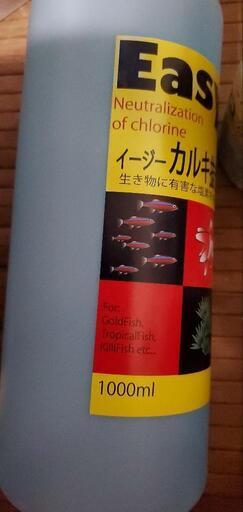 Eas
Neutralization
of chlorine
イージー カルキ
生き物に有害な塩
For:
GoldFish,
TropicalFish,
KilliFish etc...
1000ml